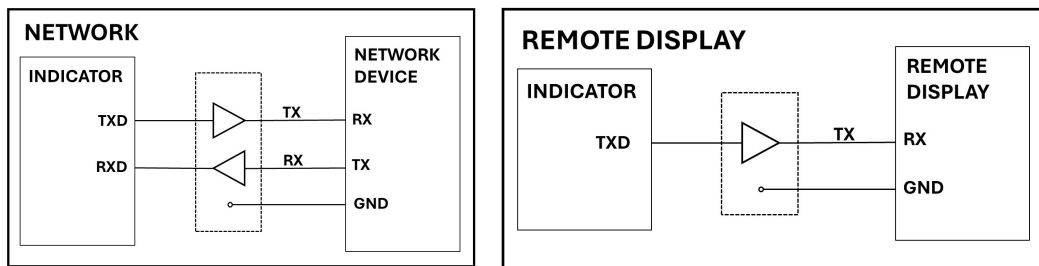 NETWORK
INDICATOR
NETWORK
DEVICE
TXD
TX
RX
RXD
RX
TX
GND
REMOTE DISPLAY
INDICATOR
REMOTE
DISPLAY
TXD
TX
RX
GND